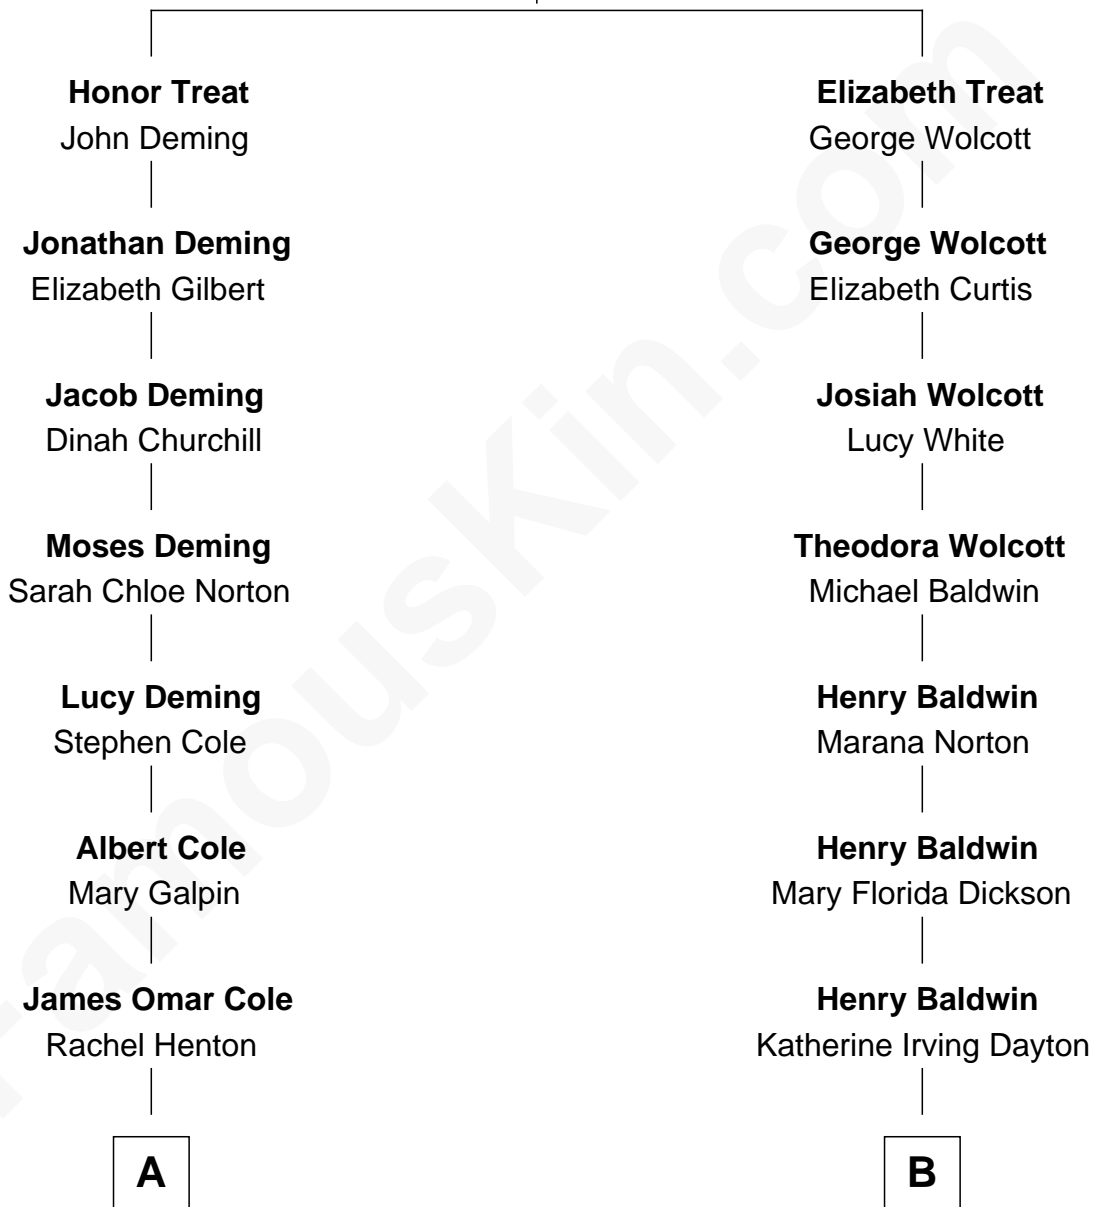 Honor Treat
John Deming
Elizabeth Treat
George Wolcott
Jonathan Deming
Elizabeth Gilbert
George Wolcott
Elizabeth Curtis
Jacob Deming
Dinah Churchill
Josiah Wolcott
Lucy White
Moses Deming
Sarah Chloe Norton
Theodora Wolcott
Michael Baldwin
Lucy Deming
Stephen Cole
Henry Baldwin
Marana Norton
Albert Cole
Mary Galpin
Henry Baldwin
Mary Florida Dickson
James Omar Cole
Rachel Henton
Henry Baldwin
Katherine Irving Dayton
A
B
FamousKin.com